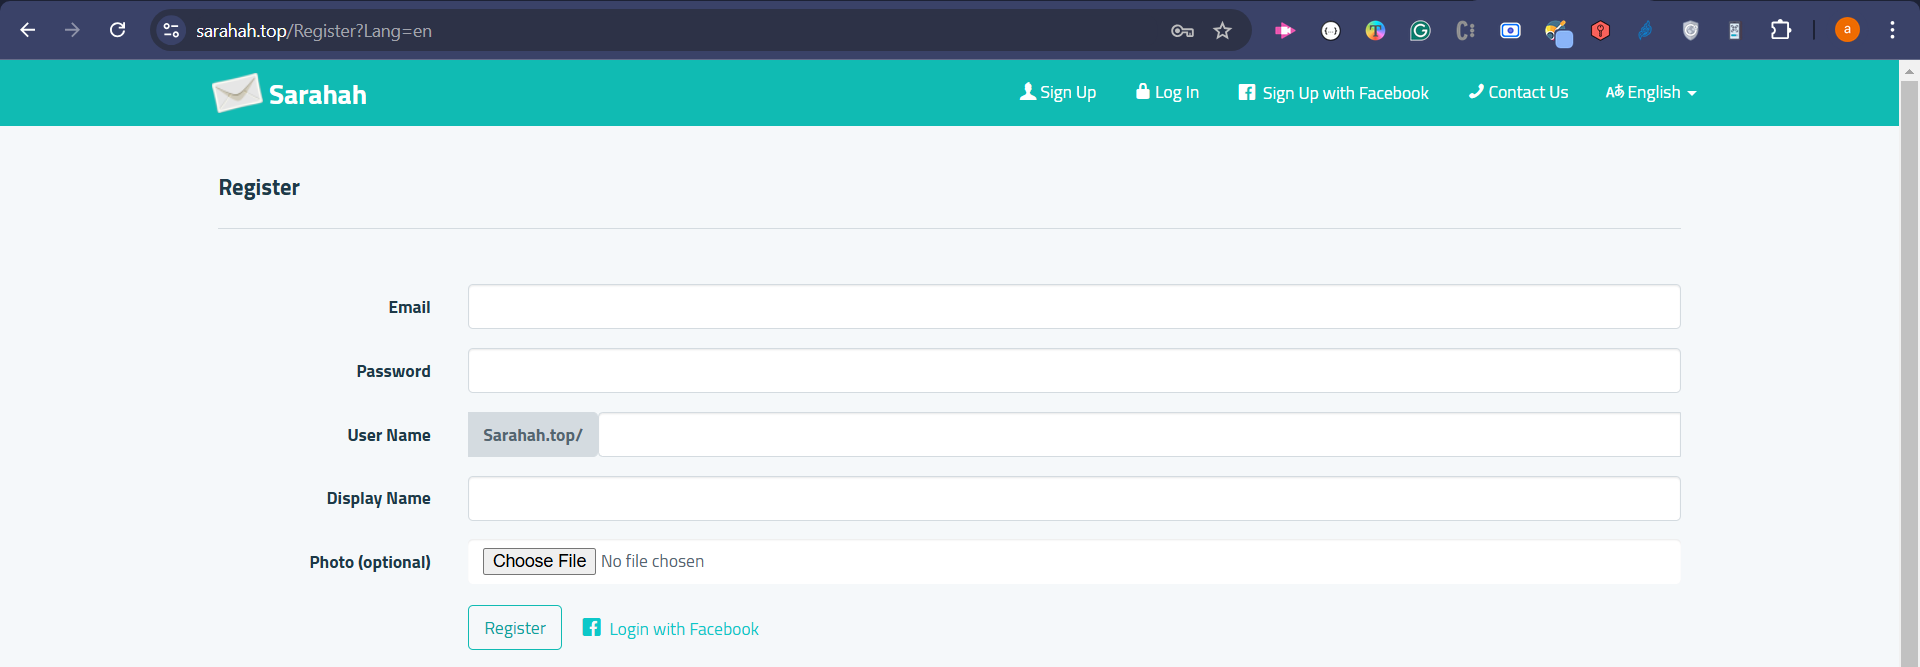 sarahah.top/Register?Lang=en
a
Sarahah
Sign Up
Log In
Sign Up with Facebook
Contact Us
English
Register
Email
Password
User Name
Sarahah.top/
Display Name
Photo (optional)
Choose File No file chosen
Register
Login with Facebook